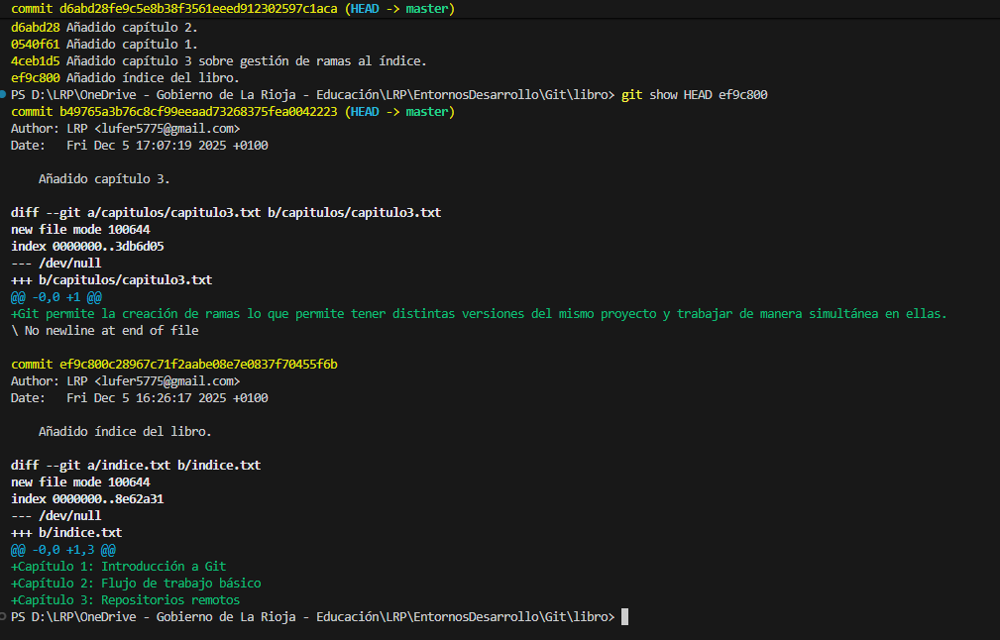 commit d6abd28fe9c5e8b38f3561eeed912302597c1aca (HEAD -> master)
d6abd28 Añadido capítulo 2.
0540f61 Añadido capítulo 1.
4ceb1d5 Añadido capítulo 3 sobre gestión de ramas al índice.
ef9c800 Añadido índice del libro.
PS D:\LRP\OneDrive - Gobierno de La Rioja - Educación\LRP\EntornosDesarrollo\Git\libro> git show HEAD ef9c800
commit b49765a3b76c8cf99eeaad73268375fea0042223 (HEAD -> master)
Author: LRP <lufer5775@gmail.com>
Date:   Fri Dec 5 17:07:19 2025 +0100
    Añadido capítulo 3.
diff --git a/capitulos/capitulo3.txt b/capitulos/capitulo3.txt
new file mode 100644
index 0000000..3db6d05
--- /dev/null
+++ b/capitulos/capitulo3.txt
@@ -0,0 +1 @@
+Git permite la creación de ramas lo que permite tener distintas versiones del mismo proyecto y trabajar de manera simultánea en ellas.
\ No newline at end of file
commit ef9c800c28967c71f2aabe08e7e0837f70455f6b
Author: LRP <lufer5775@gmail.com>
Date:   Fri Dec 5 16:26:17 2025 +0100
    Añadido índice del libro.
diff --git a/indice.txt b/indice.txt
new file mode 100644
index 0000000..8e62a31
--- /dev/null
+++ b/indice.txt
@@ -0,0 +1,3 @@
+Capítulo 1: Introducción a Git
+Capítulo 2: Flujo de trabajo básico
+Capítulo 3: Repositorios remotos
PS D:\LRP\OneDrive - Gobierno de La Rioja - Educación\LRP\EntornosDesarrollo\Git\libro>